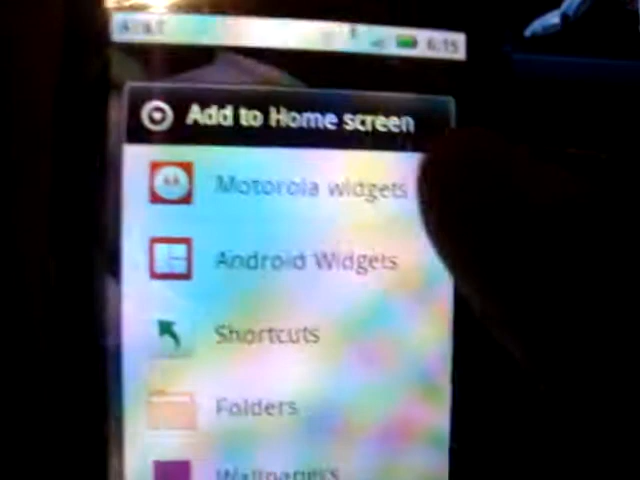 AT&T 6:15
Add to Home screen
Motorola widgets
Android Widgets
Shortcuts
Folders
Wallpapers